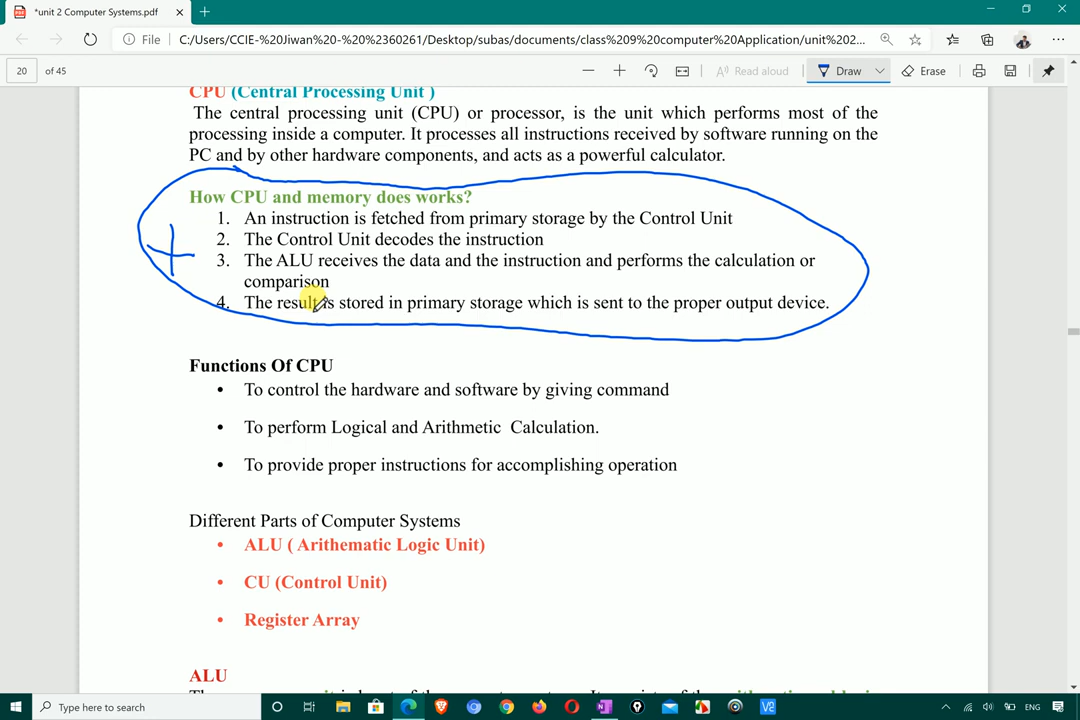 *unit 2 Computer Systems.pdf
File C:/Users/CCIE-%20Jiwan%20-%20%2360261/Desktop/subas/documents/class%209%20computer%20Application/unit%202...
20 of 45 Read aloud Draw Erase
CPU (Central Processing Unit )
The central processing unit (CPU) or processor, is the unit which performs most of the
processing inside a computer. It processes all instructions received by software running on the
PC and by other hardware components, and acts as a powerful calculator.
How CPU and memory does works?
1. An instruction is fetched from primary storage by the Control Unit
2. The Control Unit decodes the instruction
3. The ALU receives the data and the instruction and performs the calculation or
comparison
4. The result is stored in primary storage which is sent to the proper output device.
Functions Of CPU
• To control the hardware and software by giving command
• To perform Logical and Arithmetic Calculation.
• To provide proper instructions for accomplishing operation
Different Parts of Computer Systems
• ALU ( Arithematic Logic Unit)
• CU (Control Unit)
• Register Array
ALU
Type here to search
ENG